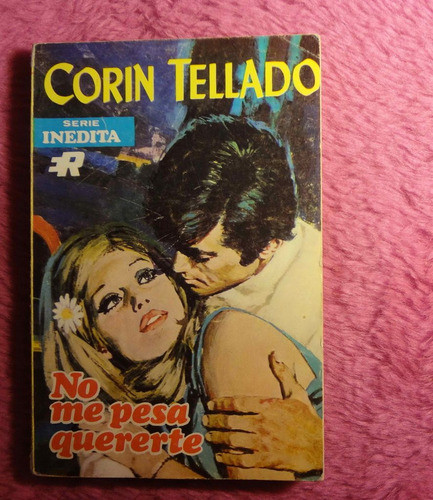 CORIN TELLADO
SERIE
INEDITA
R
No
me pesa
quererte